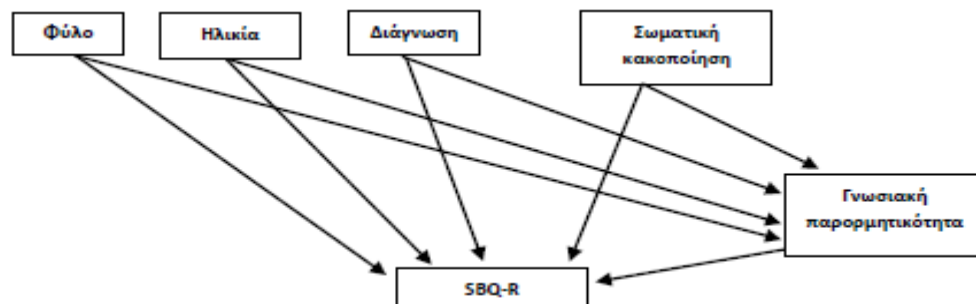 Φύλο
Ηλικία
Διάγνωση
Σωματική
κακοποίηση
Γνωσιακή
παρορμητικότητα
SBQ-R